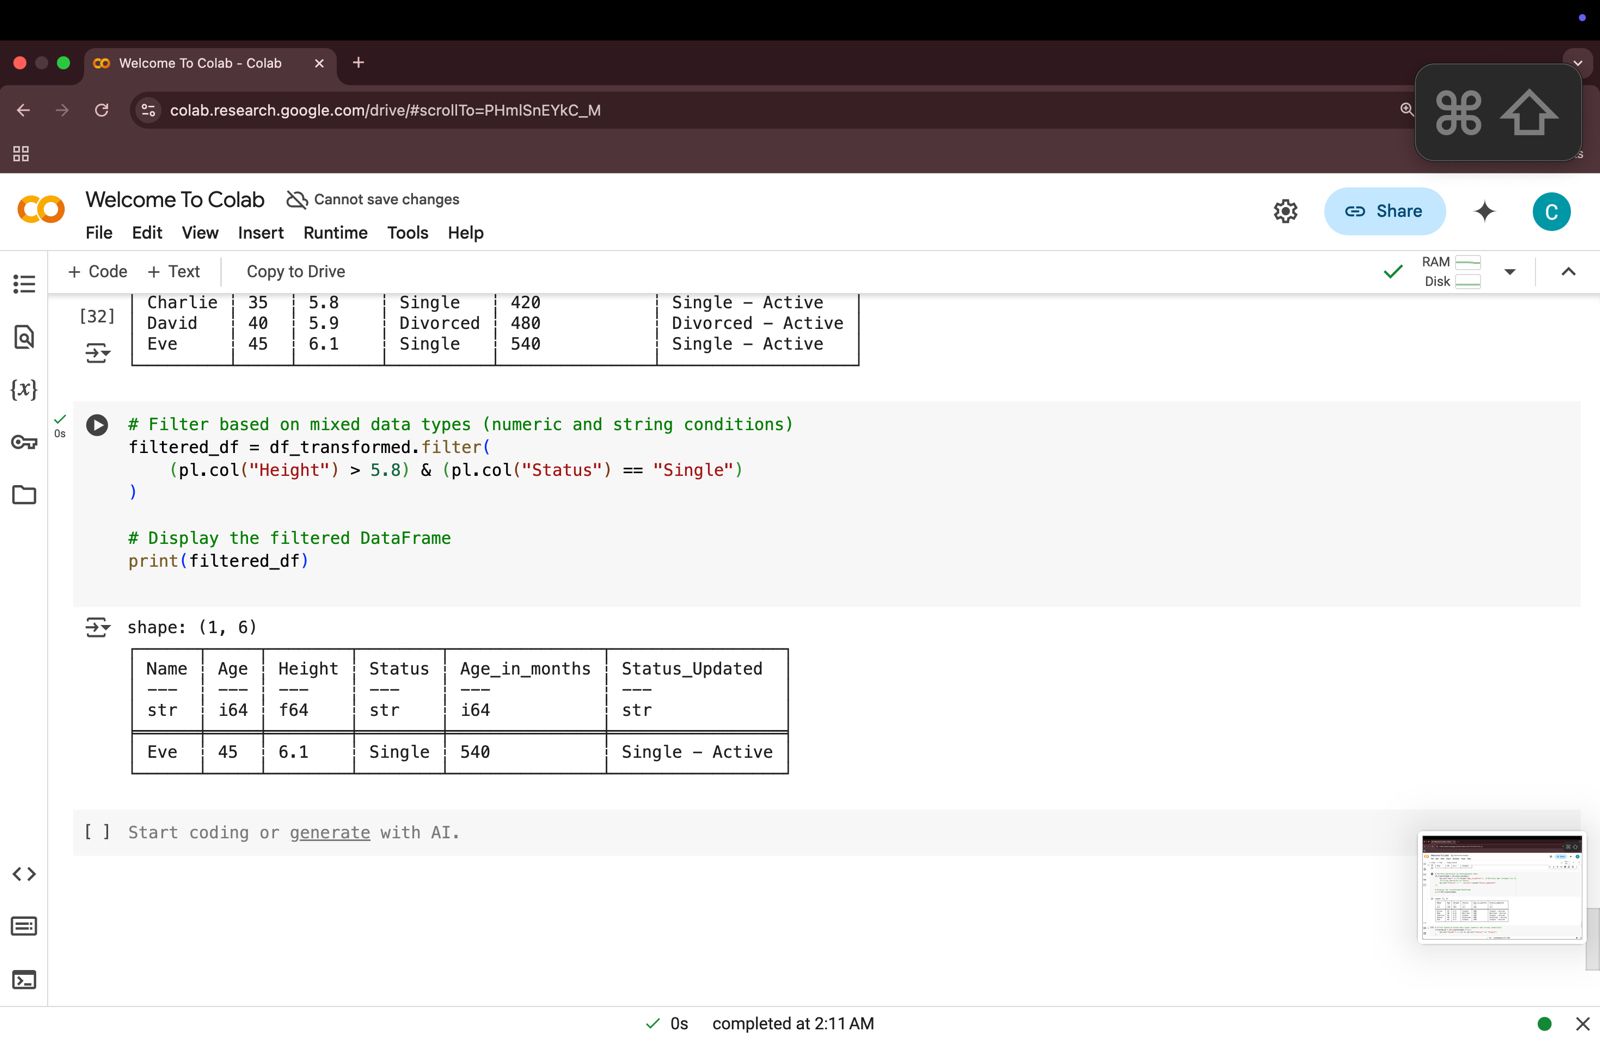 Welcome To Colab - Colab
colab.research.google.com/drive/#scrollTo=PHmlSnEYkC_M
Welcome To Colab Cannot save changes
File Edit View Insert Runtime Tools Help
Share
C
+ Code + Text Copy to Drive
RAM
Disk
[32]
Charlie 35 5.8 Single 420 Single – Active
David 40 5.9 Divorced 480 Divorced – Active
Eve 45 6.1 Single 540 Single – Active
0s
# Filter based on mixed data types (numeric and string conditions)
filtered_df = df_transformed.filter(
(pl.col("Height") > 5.8) & (pl.col("Status") == "Single")
)
# Display the filtered DataFrame
print(filtered_df)
shape: (1, 6)
Name Age Height Status Age_in_months Status_Updated
--- --- --- --- --- ---
str i64 f64 str i64 str
Eve 45 6.1 Single 540 Single – Active
[ ] Start coding or generate with AI.
0s completed at 2:11 AM